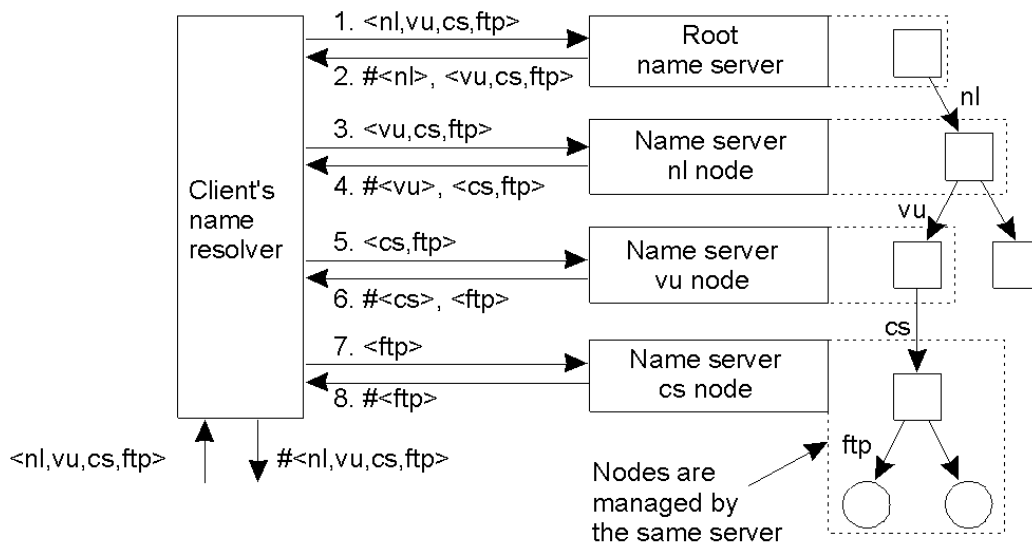 1. <nl,vu,cs,ftp>
2. #<nl>, <vu,cs,ftp>
3. <vu,cs,ftp>
4. #<vu>, <cs,ftp>
5. <cs,ftp>
6. #<cs>, <ftp>
7. <ftp>
8. #<ftp>
Client's
name
resolver
<nl,vu,cs,ftp>
#<nl,vu,cs,ftp>
Root
name server
Name server
nl node
Name server
vu node
Name server
cs node
nl
vu
cs
ftp
Nodes are
managed by
the same server